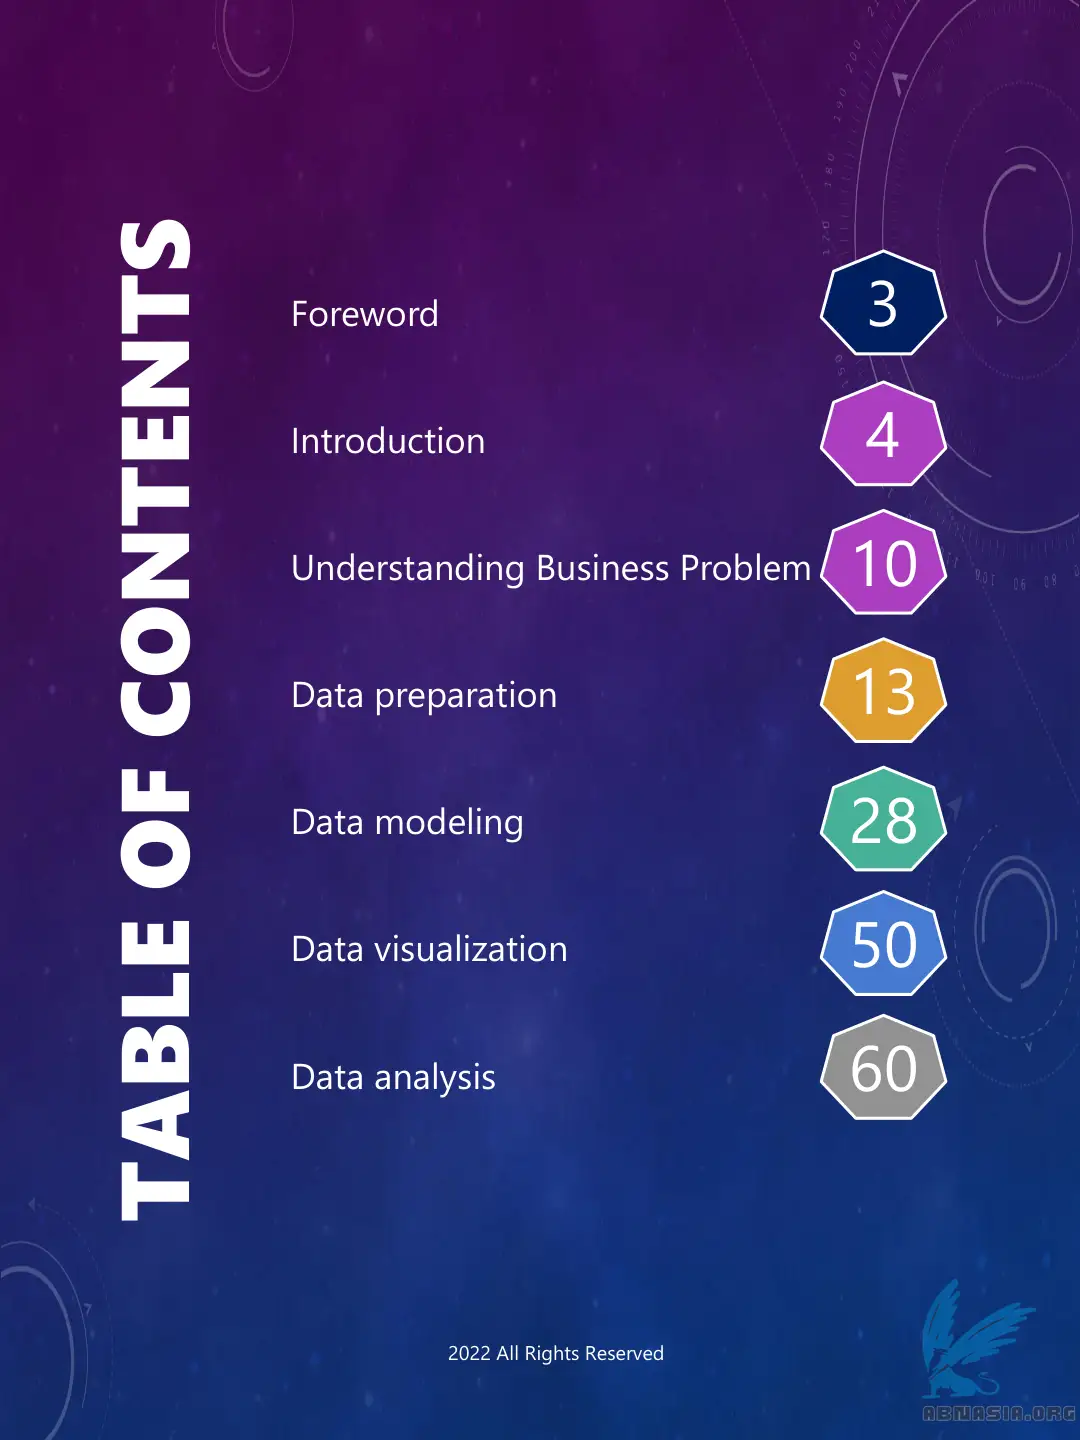 TABLE OF CONTENTS
Foreword 3
Introduction 4
Understanding Business Problem 10
Data preparation 13
Data modeling 28
Data visualization 50
Data analysis 60
2022 All Rights Reserved
ABNASIA.ORG